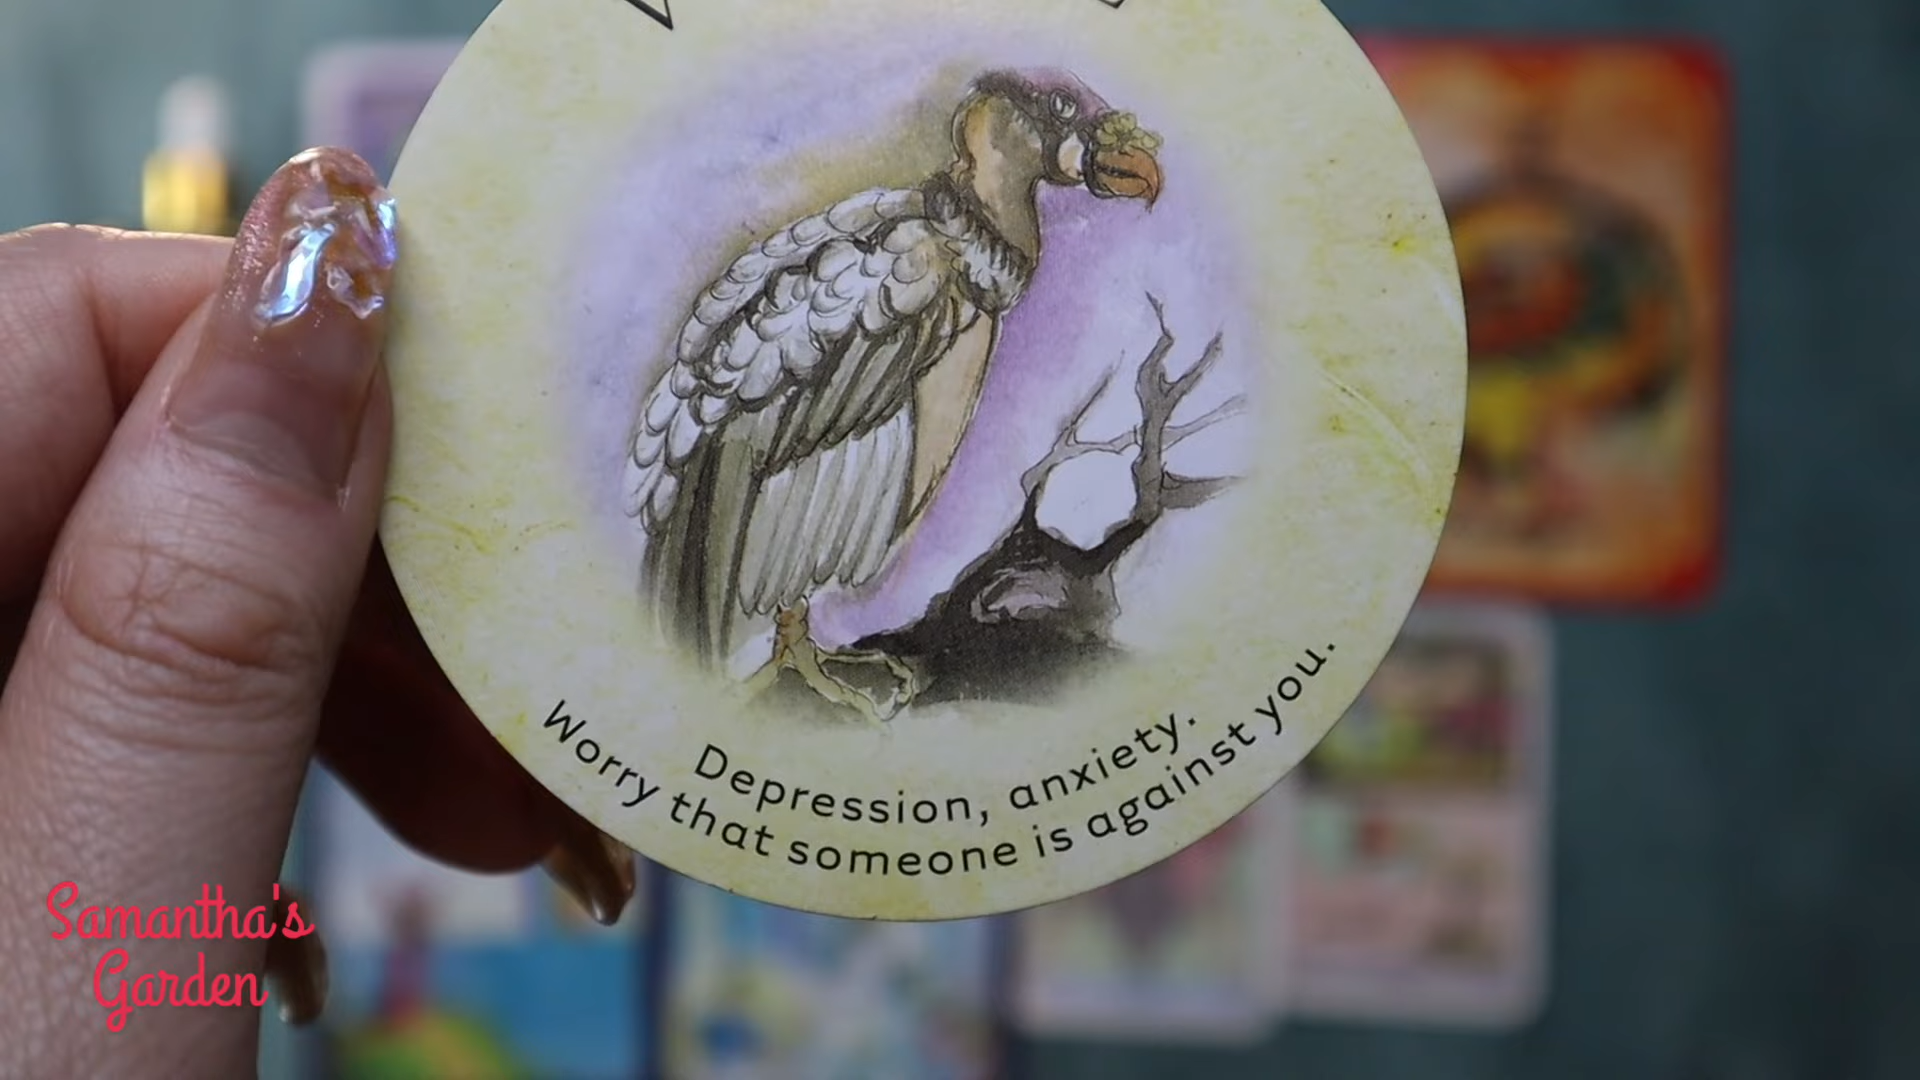 Depression, anxiety.
Worry that someone is against you.
Samantha's
Garden